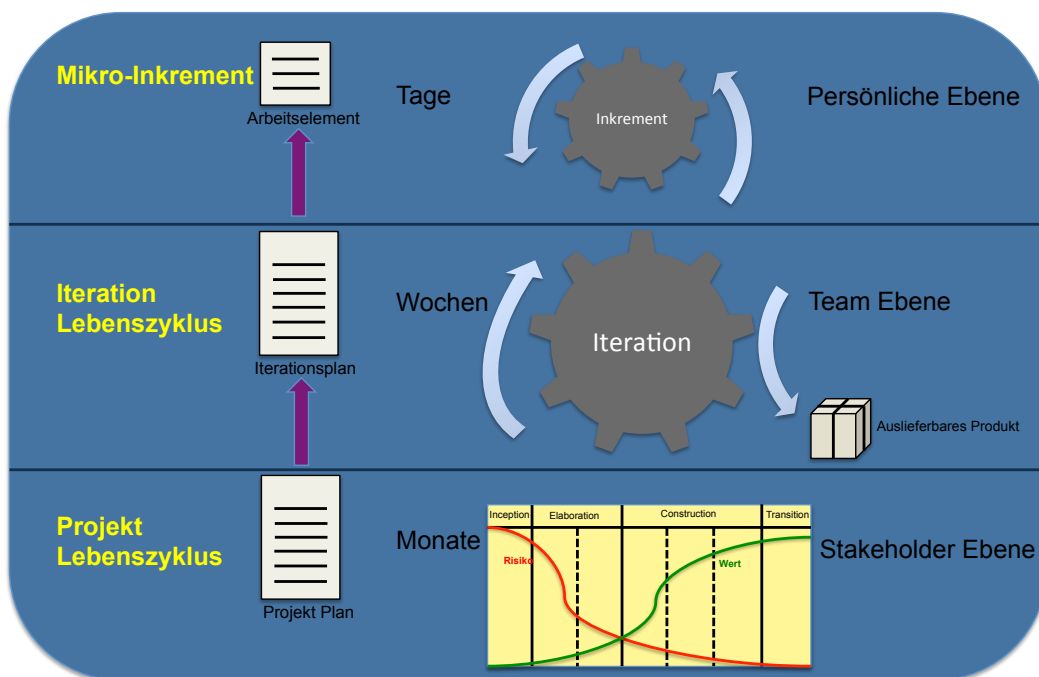 Mikro-Inkrement
Arbeitselement
Tage
Inkrement
Persönliche Ebene
Iteration
Lebenszyklus
Iterationsplan
Wochen
Iteration
Team Ebene
Auslieferbares Produkt
Projekt
Lebenszyklus
Projekt Plan
Monate
Inception
Elaboration
Construction
Transition
Risiko
Wert
Stakeholder Ebene